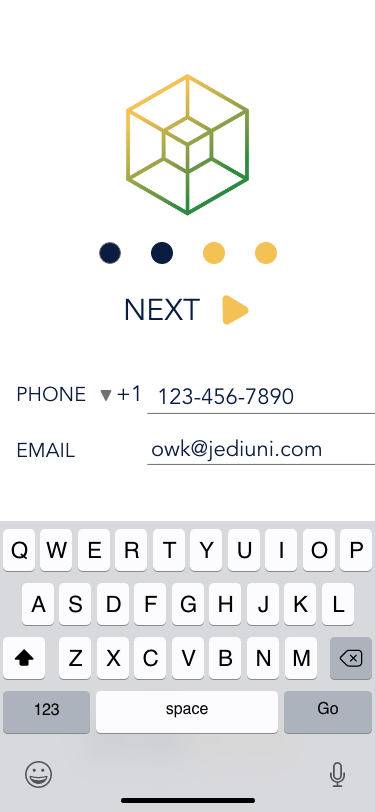 NEXT
PHONE ▼ +1 123-456-7890
EMAIL owk@jediuni.com
Q W E R T Y U I O P
A S D F G H J K L
Z X C V B N M
123 space Go